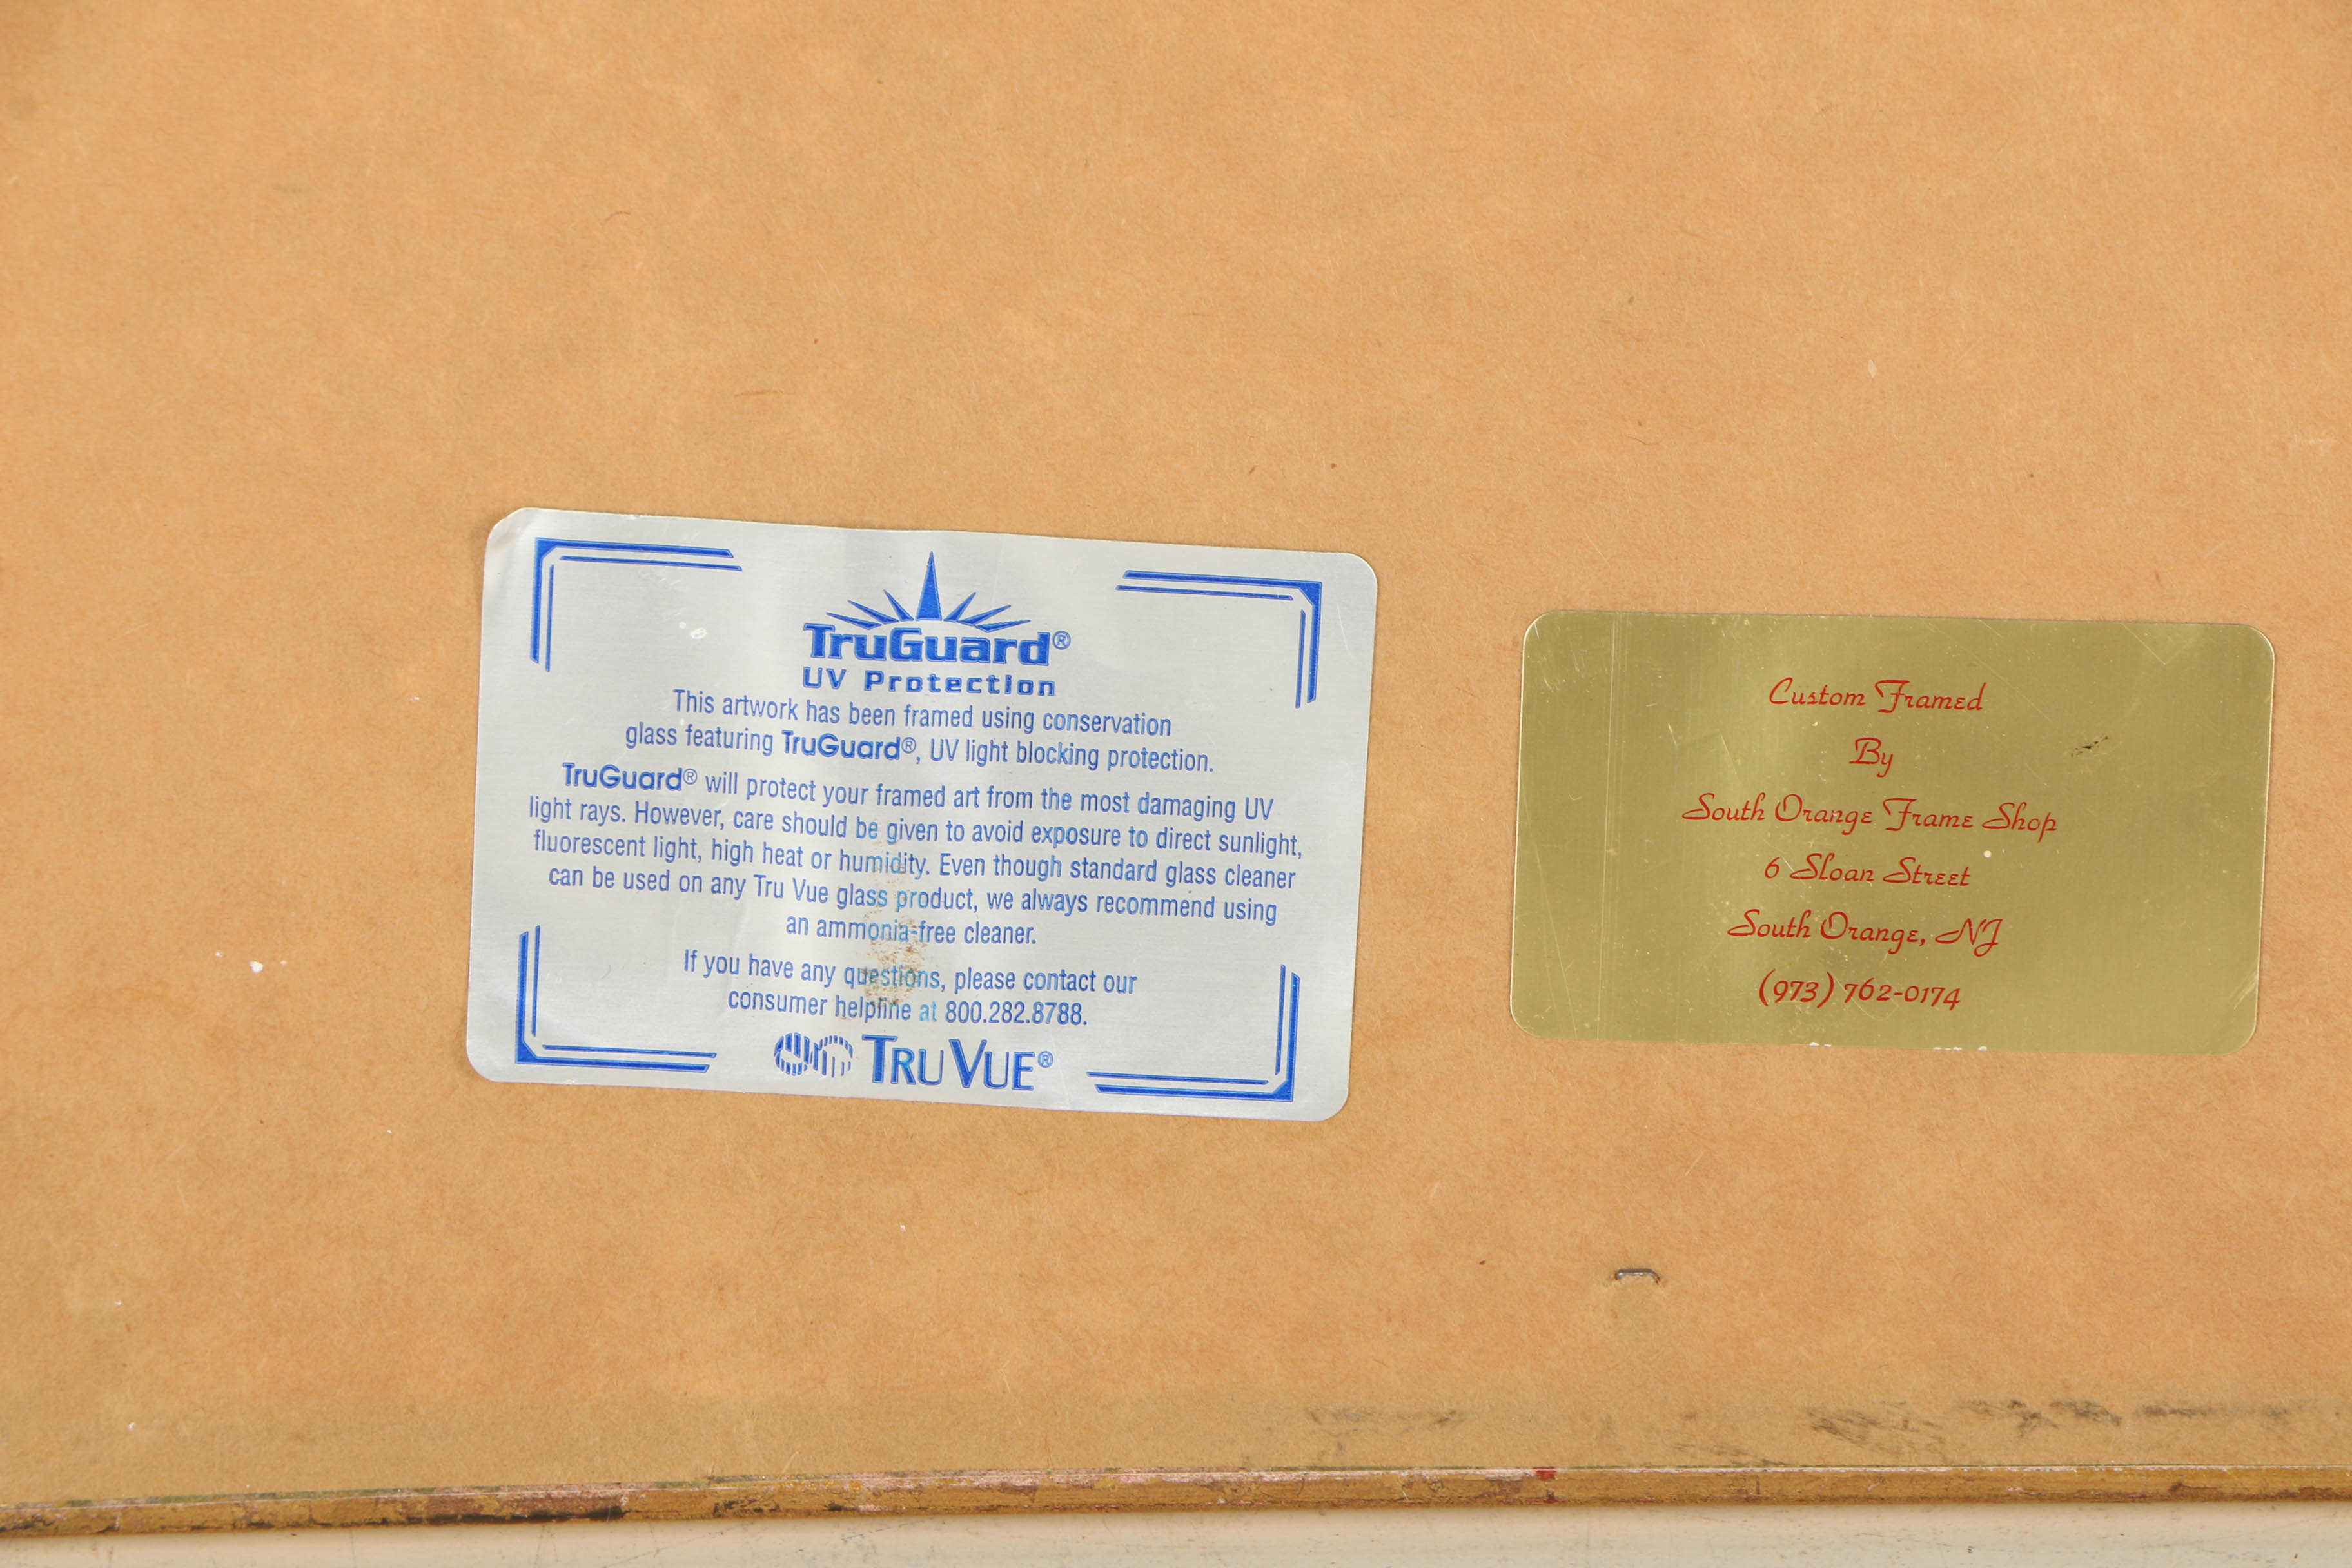 TruGuard®
UV Protection
This artwork has been framed using conservation
glass featuring TruGuard®, UV light blocking protection.
TruGuard® will protect your framed art from the most damaging UV
light rays. However, care should be given to avoid exposure to direct sunlight,
fluorescent light, high heat or humidity. Even though standard glass cleaner
can be used on any Tru Vue glass product, we always recommend using
an ammonia-free cleaner.
If you have any questions, please contact our
consumer helpline at 800.282.8788.
TRU VUE®
Custom Framed
By
South Orange Frame Shop
6 Sloan Street
South Orange, NJ
(973) 762-0174